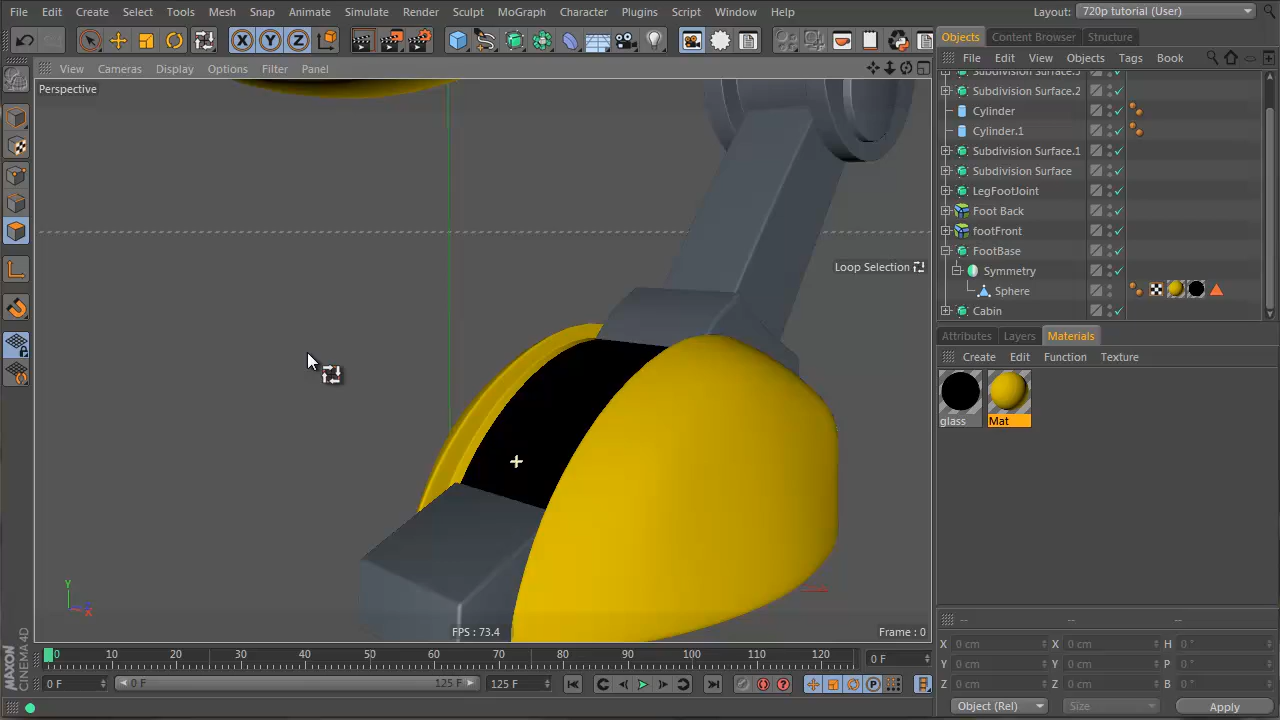 File Edit Create Select Tools Mesh Snap Animate Simulate Render Sculpt MoGraph Character Plugins Script Window Help Layout: 720p tutorial (User)
X Y Z
Objects Content Browser Structure
View Cameras Display Options Filter Panel
File Edit View Objects Tags Book
Perspective
Subdivision Surface.3
Subdivision Surface.2
Cylinder
Cylinder.1
Subdivision Surface.1
Subdivision Surface
LegFootJoint
Foot Back
footFront
FootBase
Symmetry
Sphere
Cabin
Loop Selection
Attributes Layers Materials
Create Edit Function Texture
glass Mat
Y
X
FPS : 73.4 Frame : 0
0 10 20 30 40 50 60 70 80 90 100 110 120 0 F
0 F 0 F 125 F 125 F
P
-- -- --
X 0 cm X 0 cm H 0 °
Y 0 cm Y 0 cm P 0 °
Z 0 cm Z 0 cm B 0 °
Object (Rel) Size Apply
MAXON
CINEMA4D